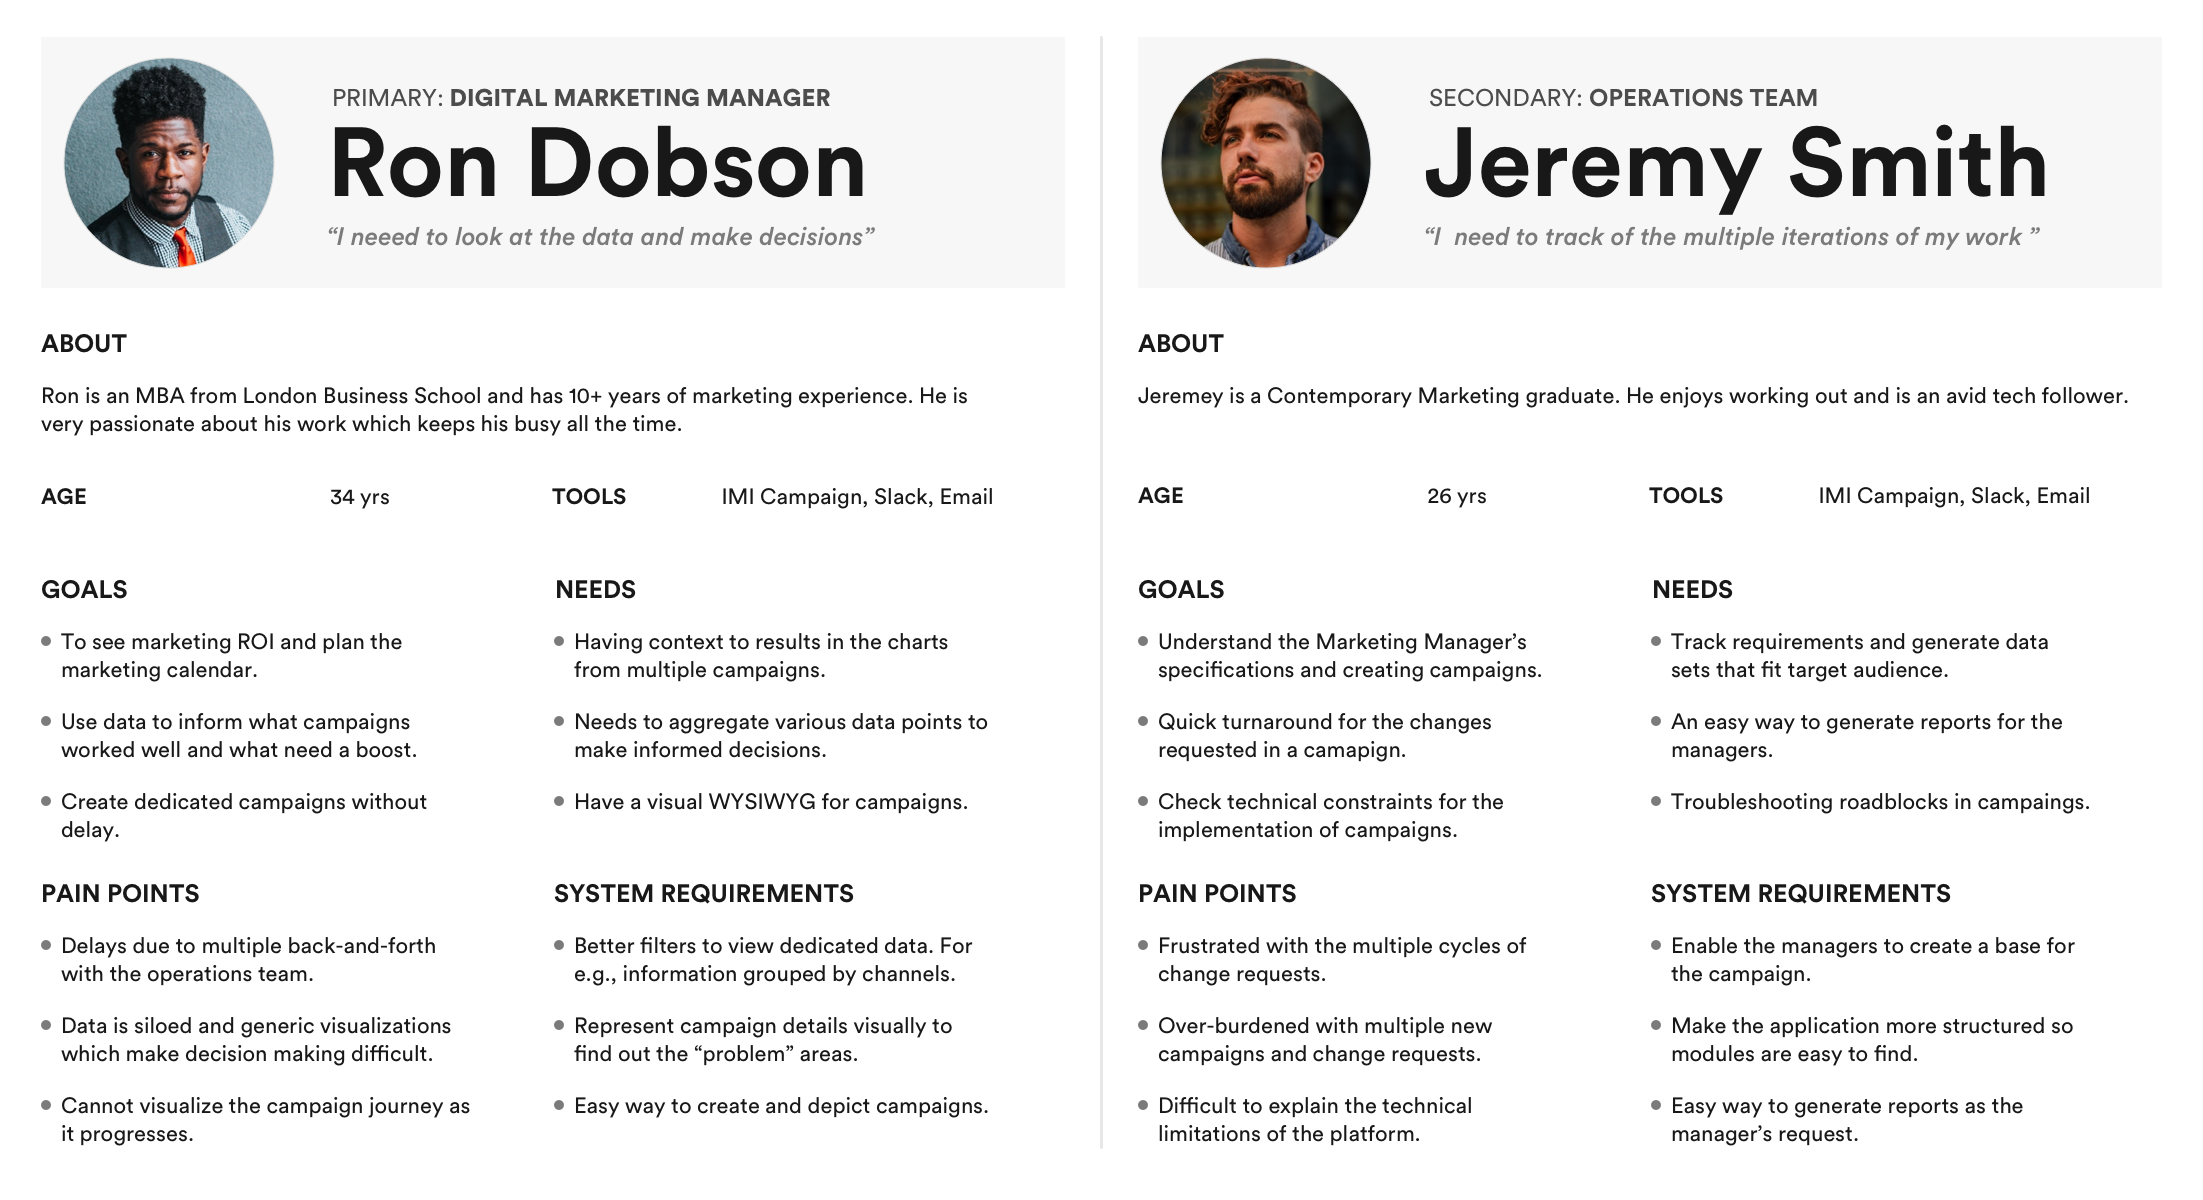 PRIMARY: DIGITAL MARKETING MANAGER
Ron Dobson
“I neeed to look at the data and make decisions”
ABOUT
Ron is an MBA from London Business School and has 10+ years of marketing experience. He is
very passionate about his work which keeps his busy all the time.
AGE 34 yrs TOOLS IMI Campaign, Slack, Email
GOALS
To see marketing ROI and plan the
marketing calendar.
Use data to inform what campaigns
worked well and what need a boost.
Create dedicated campaigns without
delay.
NEEDS
Having context to results in the charts
from multiple campaigns.
Needs to aggregate various data points to
make informed decisions.
Have a visual WYSIWYG for campaigns.
PAIN POINTS
Delays due to multiple back-and-forth
with the operations team.
Data is siloed and generic visualizations
which make decision making difficult.
Cannot visualize the campaign journey as
it progresses.
SYSTEM REQUIREMENTS
Better filters to view dedicated data. For
e.g., information grouped by channels.
Represent campaign details visually to
find out the “problem” areas.
Easy way to create and depict campaigns.
SECONDARY: OPERATIONS TEAM
Jeremy Smith
“I  need to track of the multiple iterations of my work ”
ABOUT
Jeremey is a Contemporary Marketing graduate. He enjoys working out and is an avid tech follower.
AGE 26 yrs TOOLS IMI Campaign, Slack, Email
GOALS
Understand the Marketing Manager’s
specifications and creating campaigns.
Quick turnaround for the changes
requested in a camapign.
Check technical constraints for the
implementation of campaigns.
NEEDS
Track requirements and generate data
sets that fit target audience.
An easy way to generate reports for the
managers.
Troubleshooting roadblocks in campaings.
PAIN POINTS
Frustrated with the multiple cycles of
change requests.
Over-burdened with multiple new
campaigns and change requests.
Difficult to explain the technical
limitations of the platform.
SYSTEM REQUIREMENTS
Enable the managers to create a base for
the campaign.
Make the application more structured so
modules are easy to find.
Easy way to generate reports as the
manager’s request.